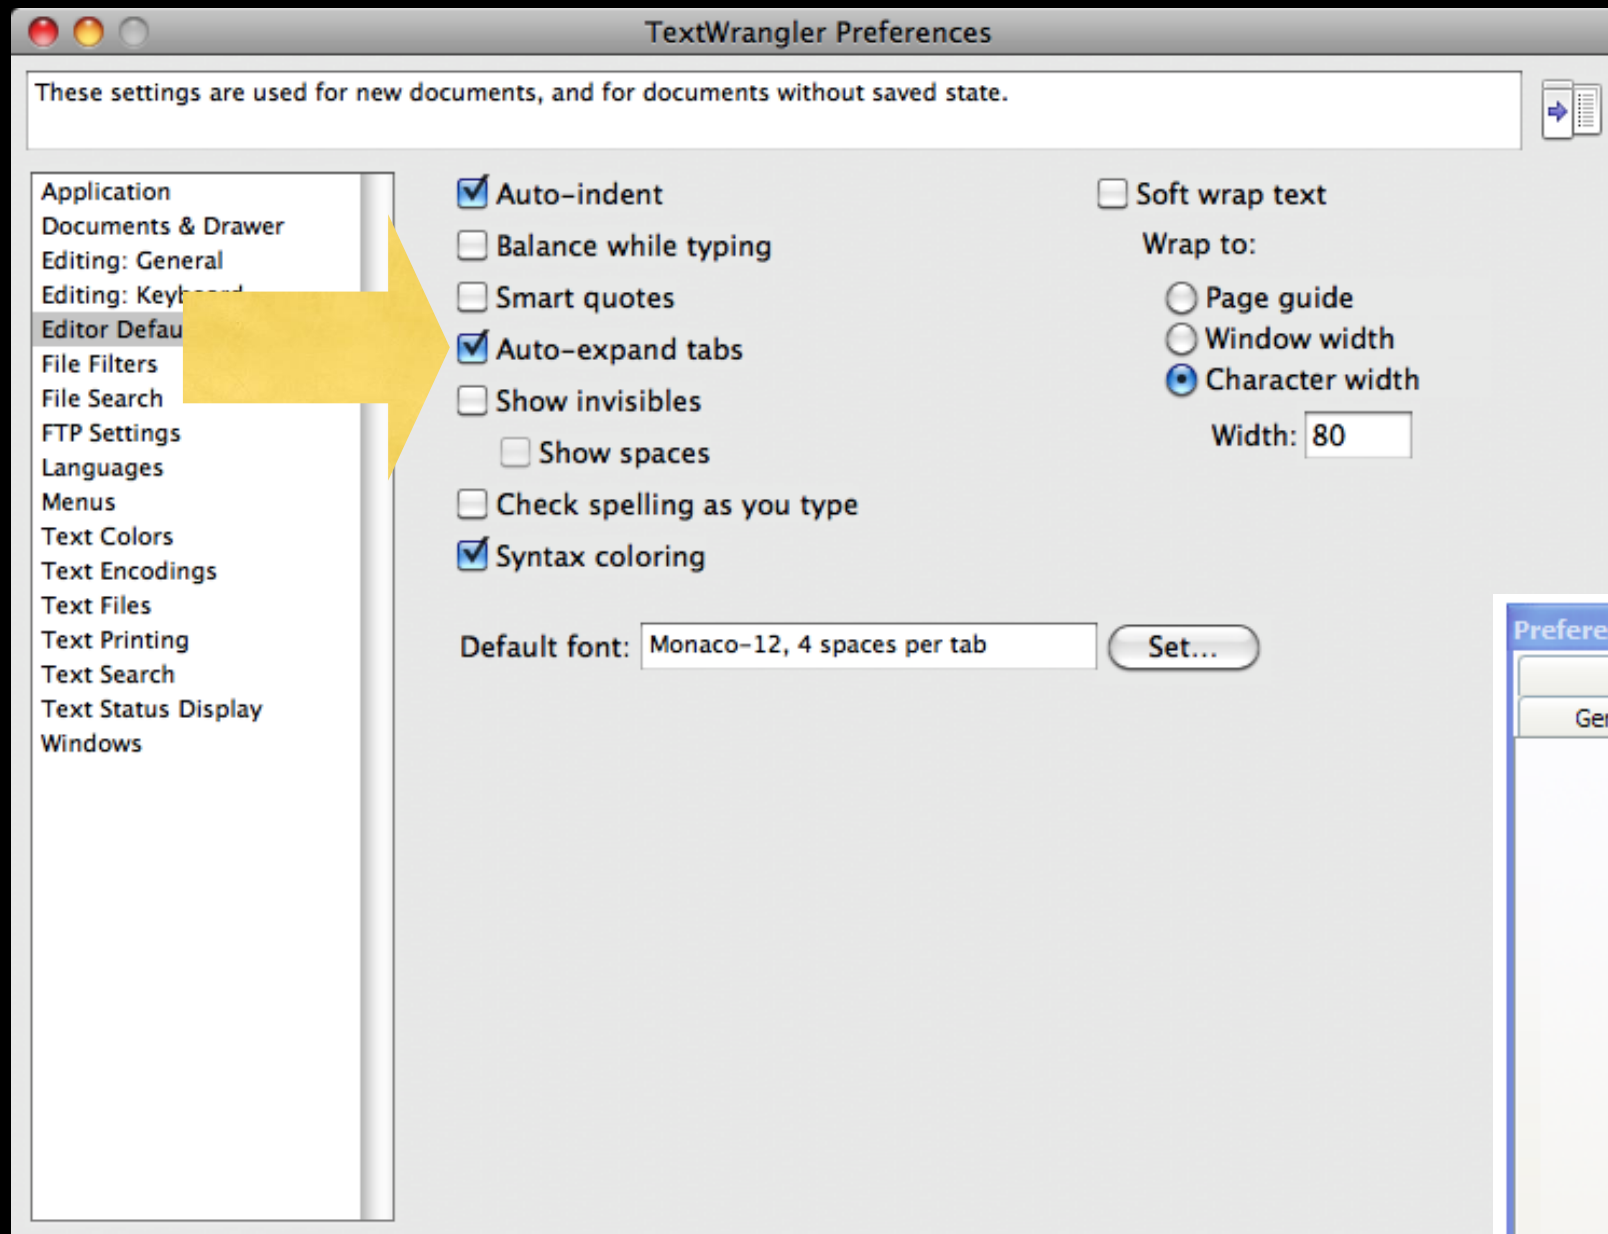 TextWrangler Preferences
These settings are used for new documents, and for documents without saved state.
Application
Documents & Drawer
Editing: General
Editing:
Editor
File Filters
File Search
FTP Settings
Languages
Menus
Text Colors
Text Encodings
Text Files
Text Printing
Text Search
Text Status Display
Windows
Auto-indent
Balance while typing
Smart quotes
Auto-expand tabs
Show invisibles
Show spaces
Check spelling as you type
Syntax coloring
Default font: Monaco-12, 4 spaces per tab Set...
Soft wrap text
Wrap to:
Page guide
Window width
Character width
Width: 80